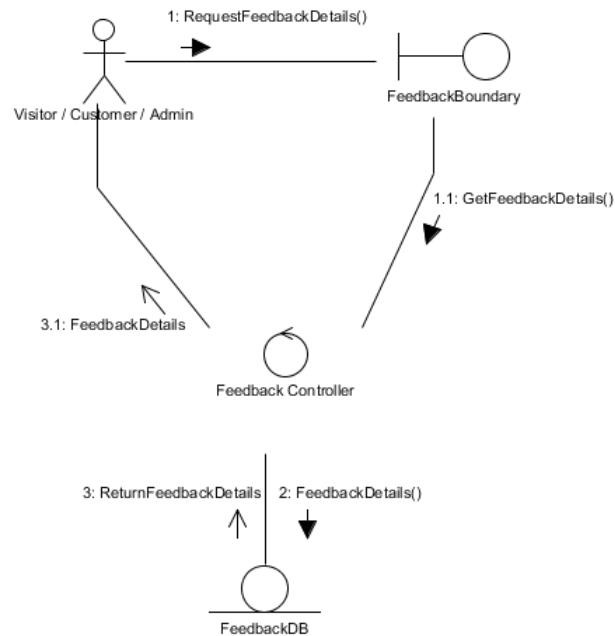 1: RequestFeedbackDetails()
Visitor / Customer / Admin
FeedbackBoundary
1.1: GetFeedbackDetails()
3.1: FeedbackDetails
Feedback Controller
3: ReturnFeedbackDetails
2: FeedbackDetails()
FeedbackDB